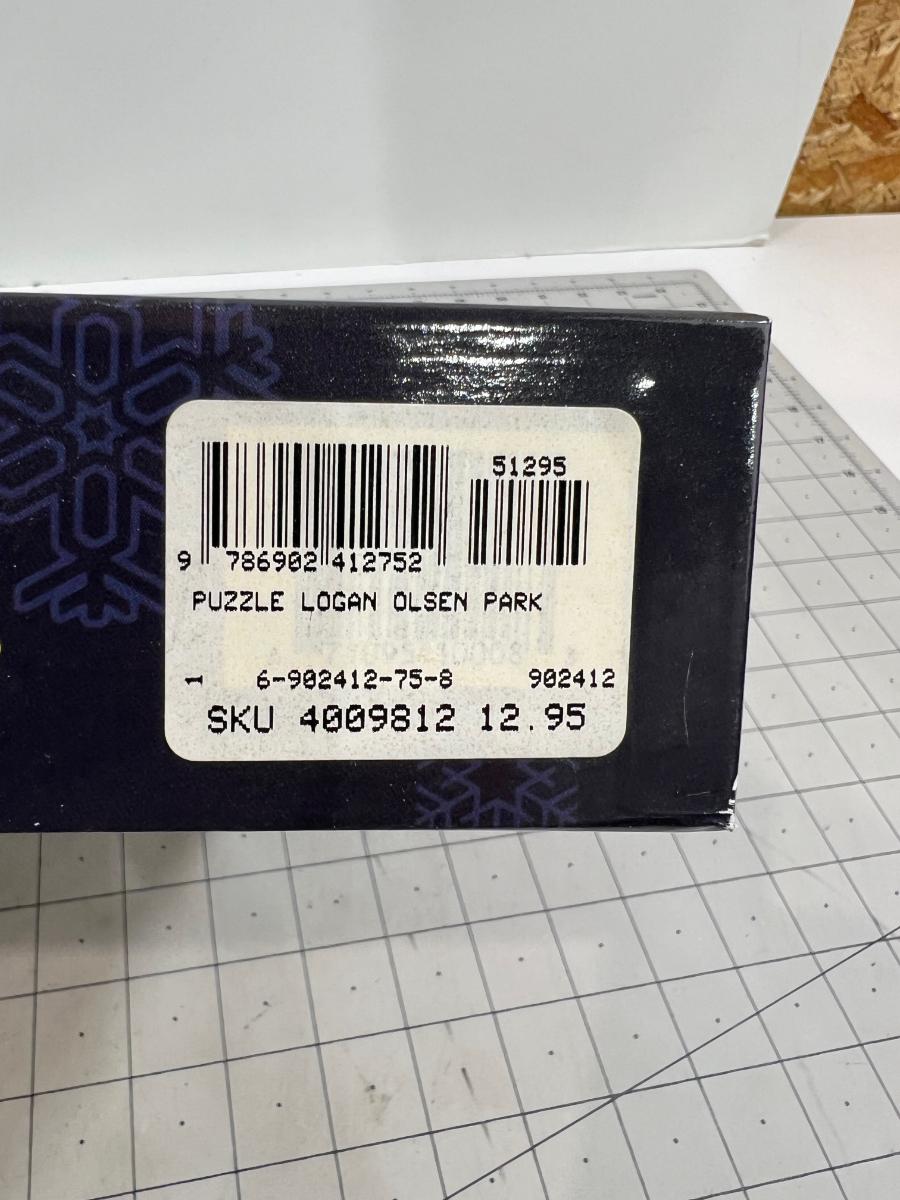 51295
9 786902 412752
PUZZLE LOGAN OLSEN PARK
1 6-902412-75-8 902412
SKU 4009812 12.95